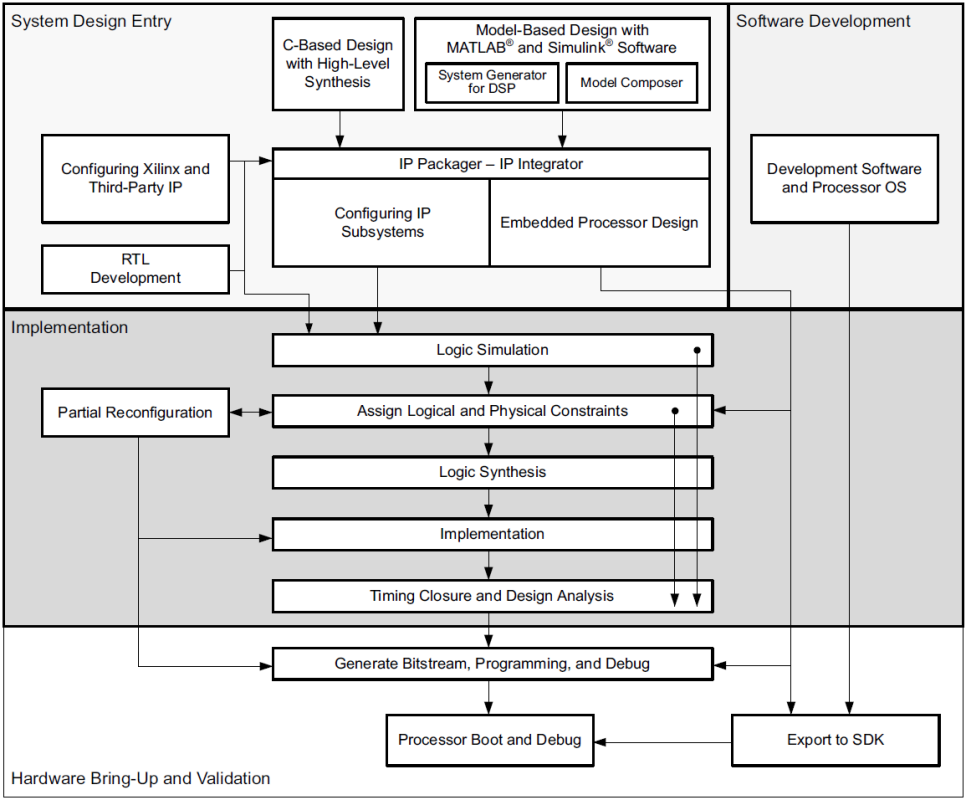 System Design Entry
Software Development
C-Based Design
with High-Level
Synthesis
Model-Based Design with
MATLAB® and Simulink® Software
System Generator
for DSP
Model Composer
Configuring Xilinx and
Third-Party IP
IP Packager – IP Integrator
Development Software
and Processor OS
Configuring IP
Subsystems
Embedded Processor Design
RTL
Development
Implementation
Logic Simulation
Partial Reconfiguration
Assign Logical and Physical Constraints
Logic Synthesis
Implementation
Timing Closure and Design Analysis
Generate Bitstream, Programming, and Debug
Processor Boot and Debug
Export to SDK
Hardware Bring-Up and Validation